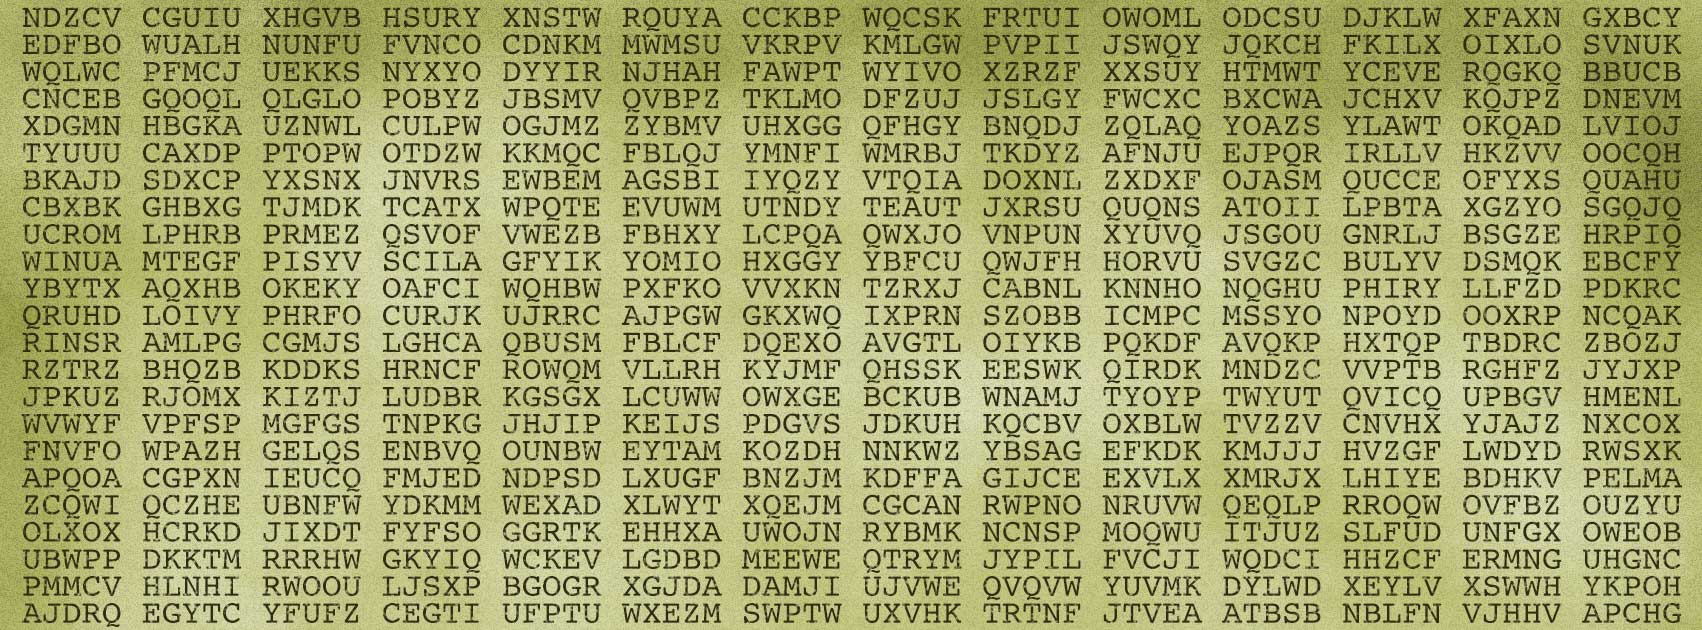 NDZCV CGUIU XHGVB HSURY XNSTW RQUYA CCKBP WQCSK FRTUI OWOML ODCSU DJKLW XFAXN GXBCY
EDFBO WUALH NUNFU FVNCO CDNKM MWMSU VKRPV KMLGW PVPII JSWQY JQKCH FKILX OIXLO SVNUK
WQLWC PFMCJ UEKKS NYXYO DYYIR NJHAH FAWPT WYIVO XZRZF XXSUY HTMWT YCEVE RQGKQ BBUCB
CNCEB GQOQL QLGLO POBYZ JBSMV QVBPZ TKLMO DFZUJ JSLGY FWCXC BXCWA JCHXV KQJPZ DNEVM
XDGMN HBGKA UZNWL CULPW OGJMZ ZYBMV UHXGG QFHGY BNQDJ ZQLAQ YOAZS YLAWT OKQAD LVIOJ
TYUUU CAXDP PTOPW OTDZW KKMQC FBLQJ YMNFI WMRBJ TKDYZ AFNJU EJPQR IRLLV HKZVV OOCQH
BKAJD SDXCP YXSNX JNVRS EWBEM AGSBI IYQZY VTQIA DOXNL ZXDXF OJASM QUCCE OFYXS QUAHU
CBXBK GHBXG TJMDK TCATX WPQTE EVUWM UTNDY TEAUT JXRSU QUQNS ATOII LPBTA XGZYO SGQJQ
UCROM LPHRB PRMEZ QSVOF VWEZB FBHXY LCPQA QWXJO VNPUN XYUVQ JSGOU GNRLJ BSGZE HRPIQ
WINUA MTEGF PISYV SCILA GFYIK YOMIO HXGGY YBFCU QWJFH HORVU SVGZC BULYV DSMQK EBCFY
YBYTX AQXHB OKEKY OAFCI WQHBW PXFKO VVXKN TZRXJ CABNL KNNHO NQGHU PHIRY LLFZD PDKRC
QRUHD LOIVY PHRFO CURJK UJRRC AJPGW GKXWQ IXPRN SZOBB ICMPC MSSYO NPOYD OOXRP NCQAK
RINSR AMLPG CGMJS LGHCA QBUSM FBLCF DQEXO AVGTL OIYKB PQKDF AVQKP HXTQP TBDRC ZBOZJ
RZTRZ BHQZB KDDKS HRNCF ROWQM VLLRH KYJMF QHSSK EESWK QIRDK MNDZC VVPTB RGHFZ JYJXP
JPKUZ RJOMX KIZTJ LUDBR KGSGX LCUWW OWXGE BCKUB WNAMJ TYOYP TWYUT QVICQ UPBGV HMENL
WVWYF VPFSP MGFGS TNPKG JHJIP KEIJS PDGVS JDKUH KQCBV OXBLW TVZZV CNVHX YJAJZ NXCOX
FNVFO WPAZH GELQS ENBVQ OUNBW EYTAM KOZDH NNKWZ YBSAG EFKDK KMJJJ HVZGF LWDYD RWSXK
APQOA CGPXN IEUCQ FMJED NDPSD LXUGF BNZJM KDFFA GIJCE EXVLX XMRJX LHIYE BDHKV PELMA
ZCQWI QCZHE UBNFW YDKMM WEXAD XLWYT XQEJM CGCAN RWPNO NRUVW QEQLP RROQW OVFBZ OUZYU
OLXOX HCRKD JIXDT FYFSO GGRTK EHHXA UWOJN RYBMK NCNSP MOQWU ITJUZ SLFUD UNFGX OWEOB
UBWPP DKKTM RRRHW GKYIQ WCKEV LGDBD MEEWE QTRYM JYPIL FVCJI WQDCI HHZCF ERMNG UHGNC
PMMCV HLNHI RWOOU LJSXP BGOGR XGJDA DAMJI UJVWE QVQVW YUVMK DYLWD XEYLV XSWWH YKPOH
AJDRQ EGYTC YFUFZ CEGTI UFPTU WXEZM SWPTW UXVHK TRTNF JTVEA ATBSB NBLFN VJHHV APCHG